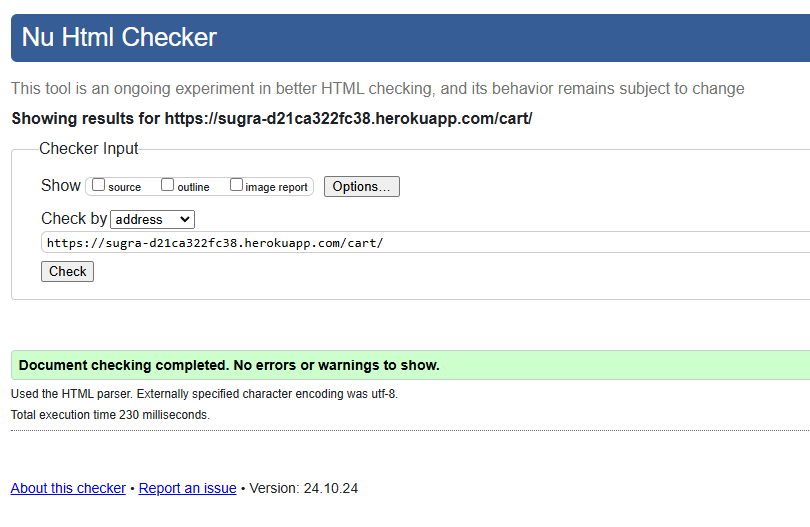 Nu Html Checker
This tool is an ongoing experiment in better HTML checking, and its behavior remains subject to change
Showing results for https://sugra-d21ca322fc38.herokuapp.com/cart/
Checker Input
Show source outline image report Options...
Check by address
https://sugra-d21ca322fc38.herokuapp.com/cart/
Check
Document checking completed. No errors or warnings to show.
Used the HTML parser. Externally specified character encoding was utf-8.
Total execution time 230 milliseconds.
About this checker • Report an issue • Version: 24.10.24